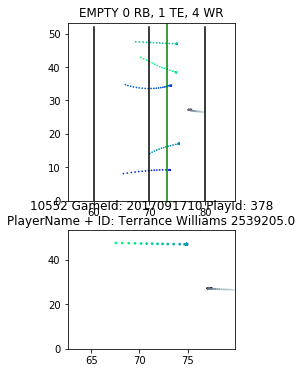 EMPTY 0 RB, 1 TE, 4 WR
50
40
30
20
10
0
60 70 80
10552 GameId: 2017091710 PlayId: 378
PlayerName + ID: Terrance Williams 2539205.0
40
20
0
65 70 75